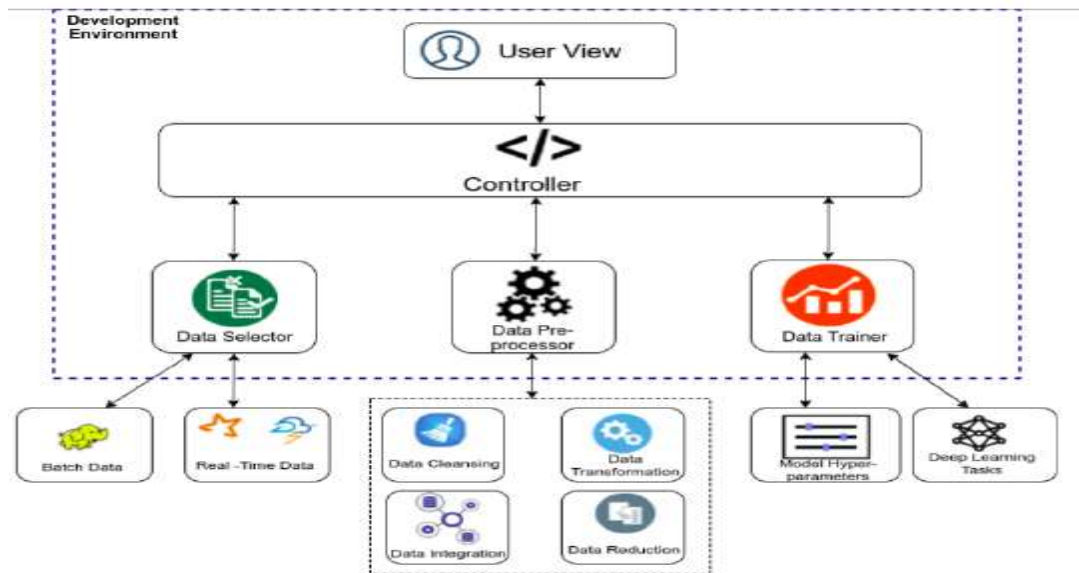 Development
Environment
User View
</>
Controller
Data Selector
Data Pre-
processor
Data Trainer
Batch Data
Real -Time Data
Data Cleansing
Data
Transformation
Data Integration
Data Reduction
Model Hyper-
parameters
Deep Learning
Tasks